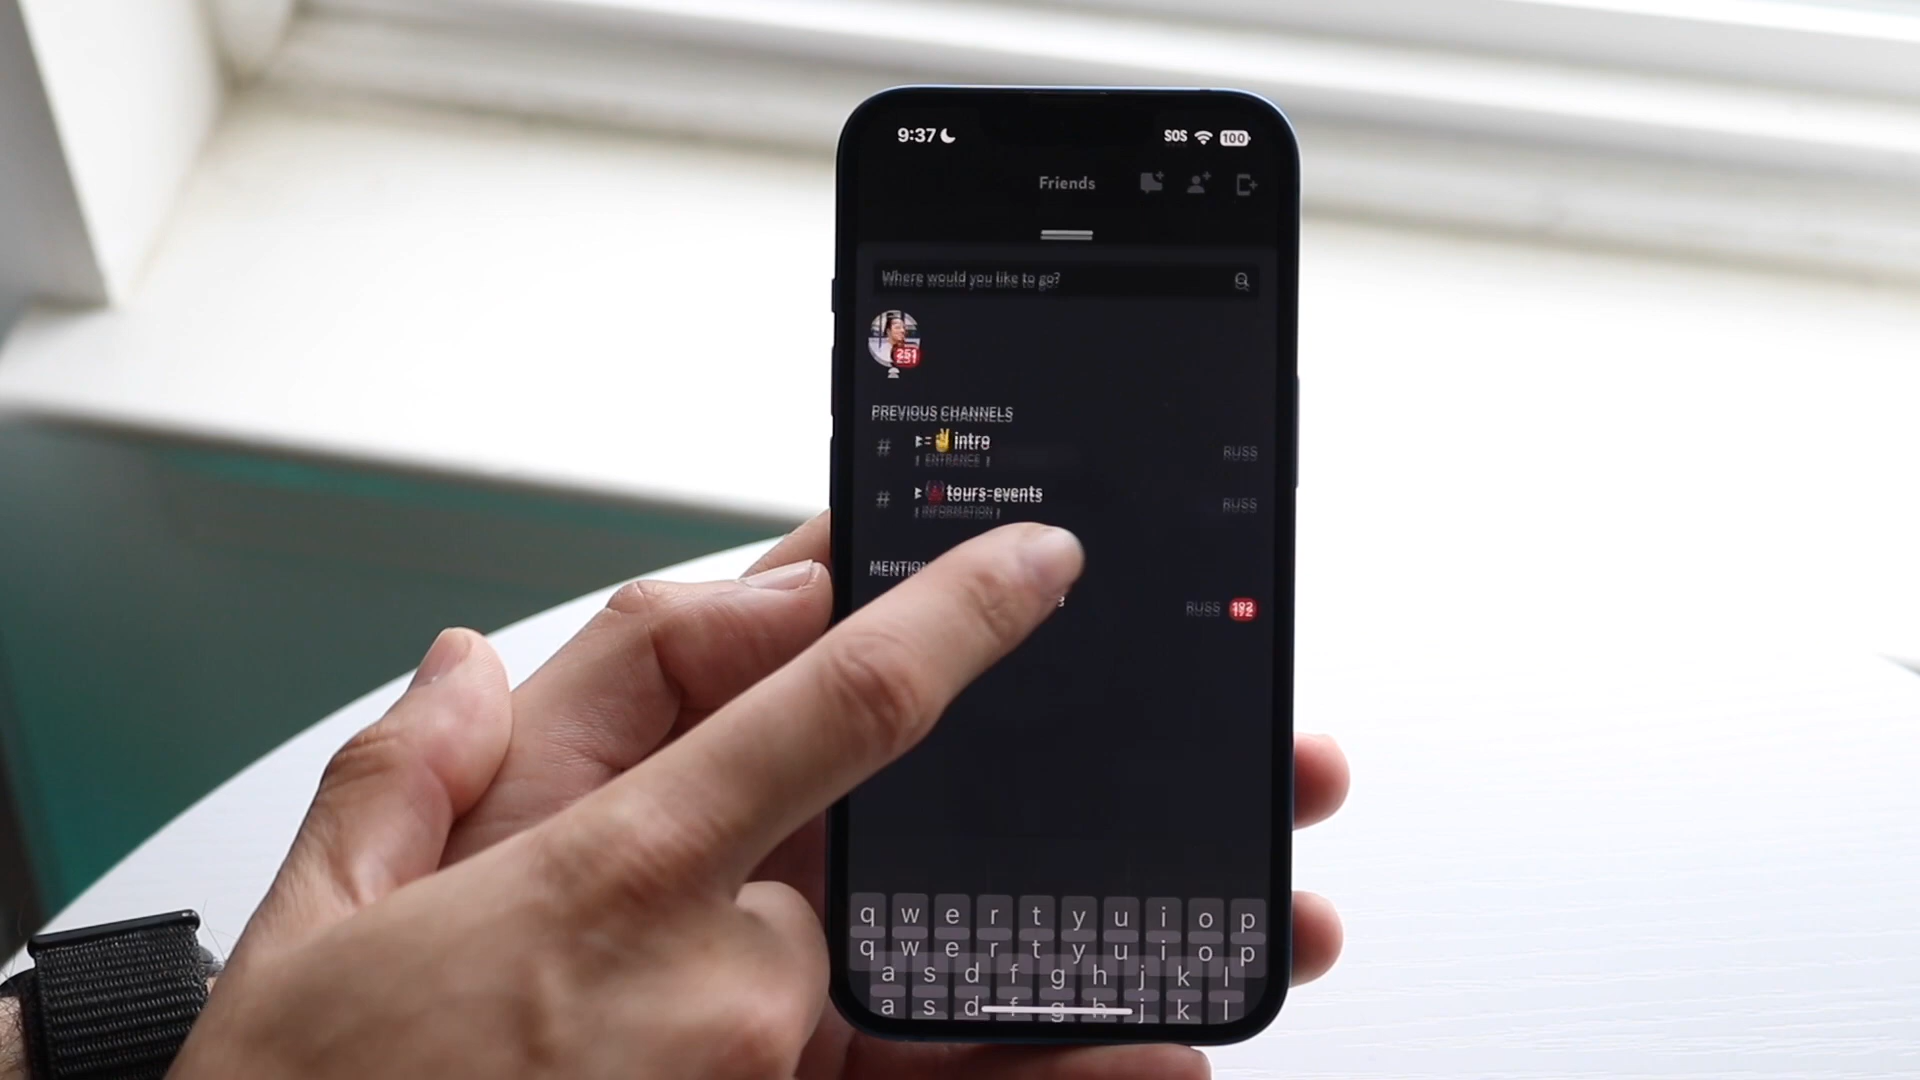 9:37 SOS 100
Friends
Where would you like to go?
251
PREVIOUS CHANNELS
# ✌intro RUSS
ENTRANCE
# tours-events RUSS
INFORMATION
MENTION
RUSS 192
q w e r t y u i o p
q w e r t y u i o p
a s d f g h j k l
a s d f g h j k l